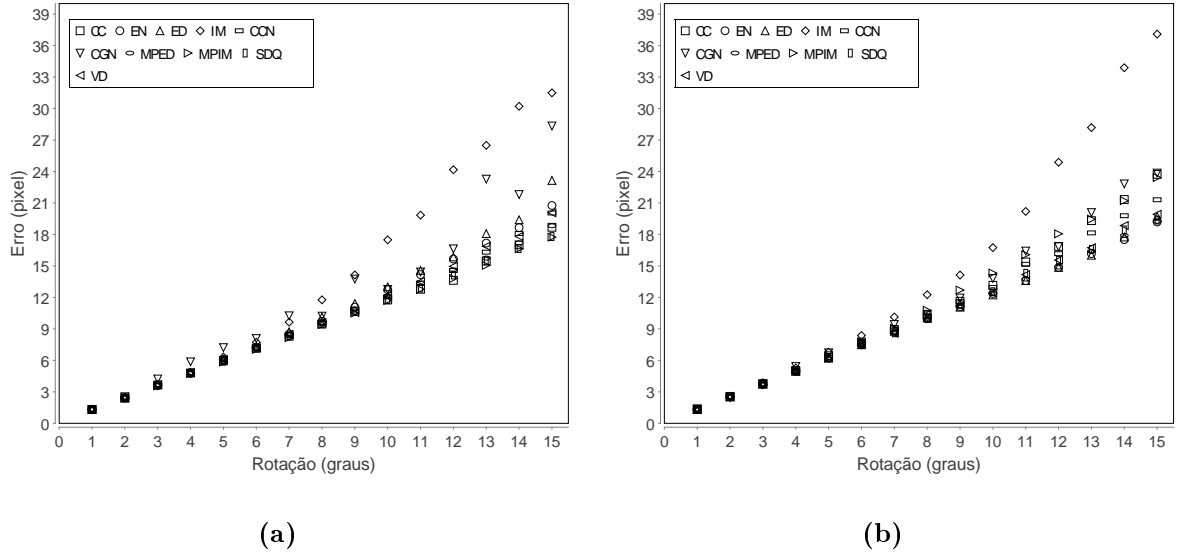 39
36
33
30
27
24
21
18
15
12
9
6
3
0
Erro (pixel)
CC EN ED IM CCN
CGN MPED MPIM SDQ
VD
0 1 2 3 4 5 6 7 8 9 10 11 12 13 14 15
Rotação (graus)
(a)
39
36
33
30
27
24
21
18
15
12
9
6
3
0
Erro (pixel)
CC EN ED IM CCN
CGN MPED MPIM SDQ
VD
0 1 2 3 4 5 6 7 8 9 10 11 12 13 14 15
Rotação (graus)
(b)